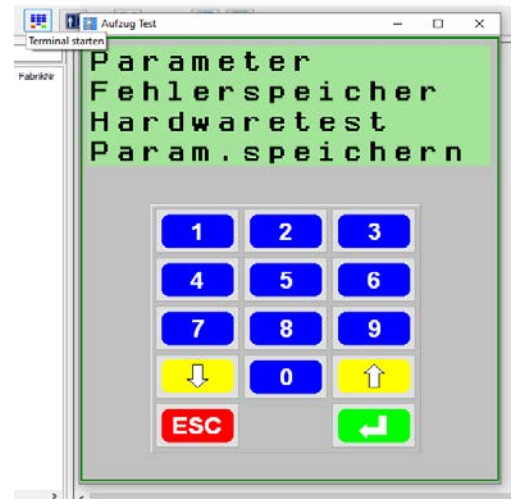 Aufzug Test
Terminal starten
FabrikNr
Parameter
Fehlerspeicher
Hardwaretest
Param.speichern
1 2 3
4 5 6
7 8 9
0
ESC